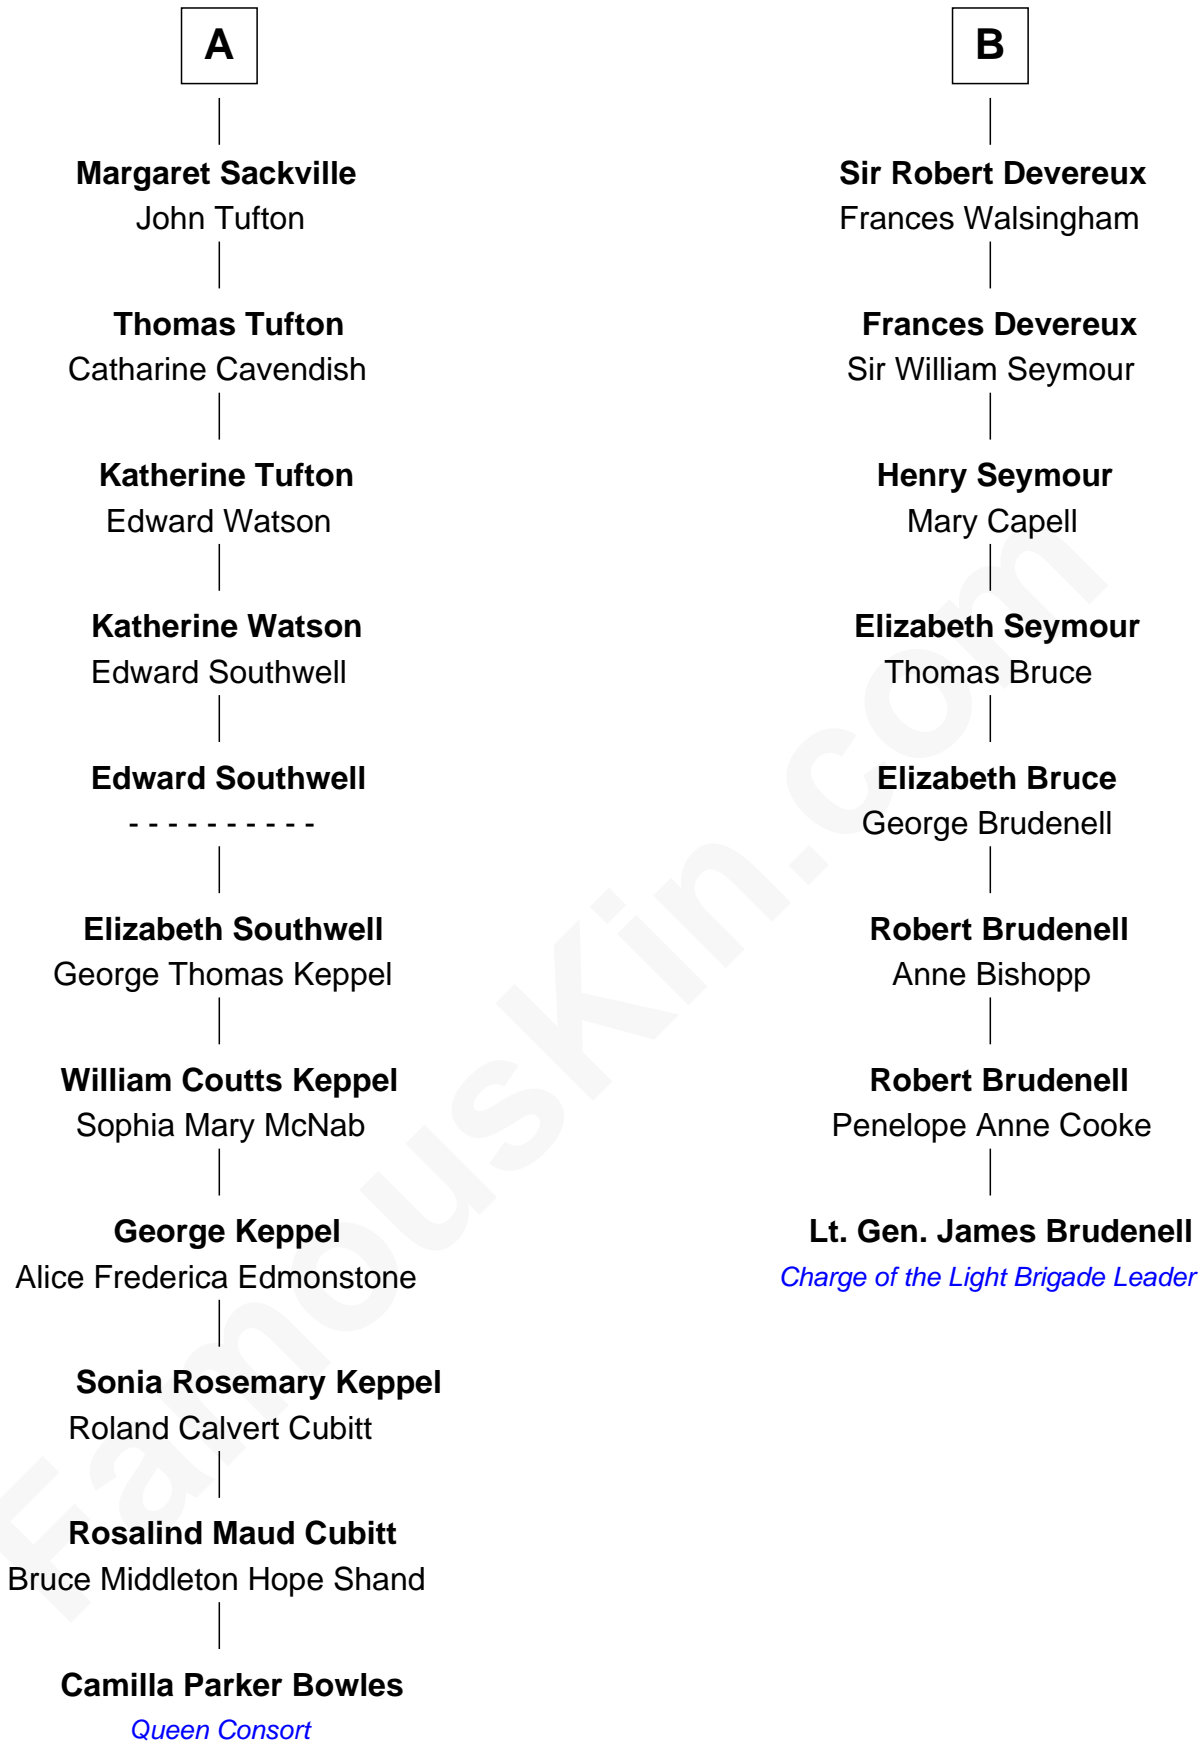 A
Margaret Sackville
John Tufton
Thomas Tufton
Catharine Cavendish
Katherine Tufton
Edward Watson
Katherine Watson
Edward Southwell
Edward Southwell
- - - - - - - - - -
Elizabeth Southwell
George Thomas Keppel
William Coutts Keppel
Sophia Mary McNab
George Keppel
Alice Frederica Edmonstone
Sonia Rosemary Keppel
Roland Calvert Cubitt
Rosalind Maud Cubitt
Bruce Middleton Hope Shand
Camilla Parker Bowles
Queen Consort
B
Sir Robert Devereux
Frances Walsingham
Frances Devereux
Sir William Seymour
Henry Seymour
Mary Capell
Elizabeth Seymour
Thomas Bruce
Elizabeth Bruce
George Brudenell
Robert Brudenell
Anne Bishopp
Robert Brudenell
Penelope Anne Cooke
Lt. Gen. James Brudenell
Charge of the Light Brigade Leader
FamousKin.com